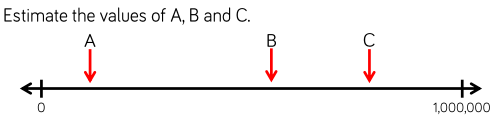 Estimate the values of A, B and C.
A B C
0 1,000,000